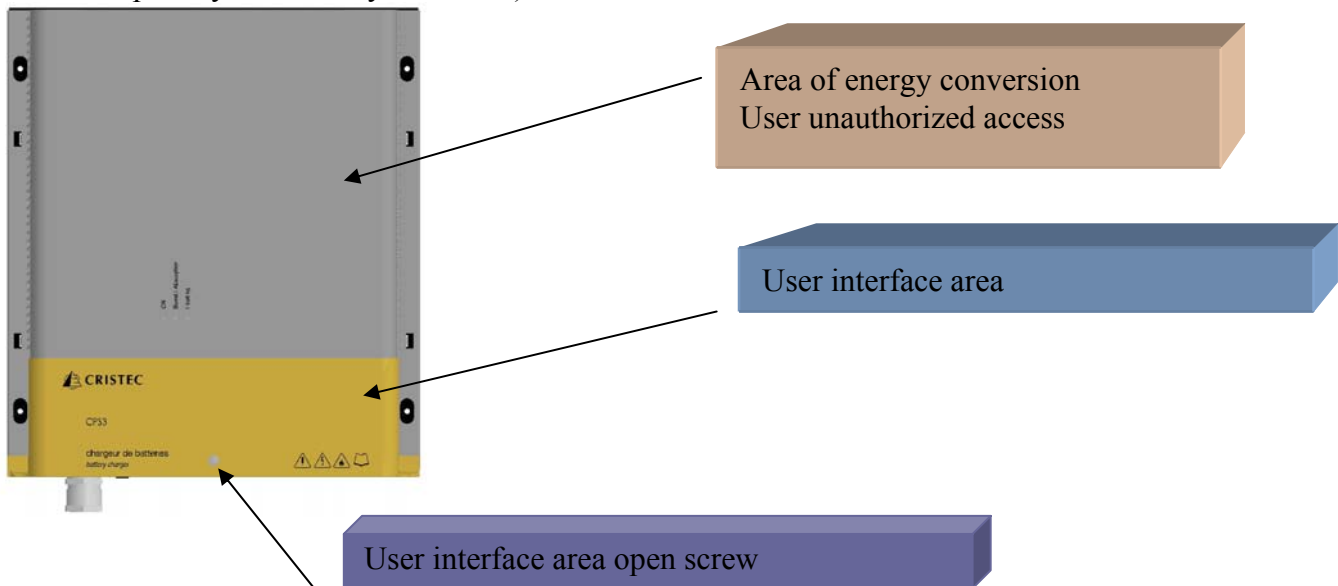 Area of energy conversion
User unauthorized access
User interface area
ON
CRISTEC
CPS3
chargeur de batteries
battery charger
User interface area open screw